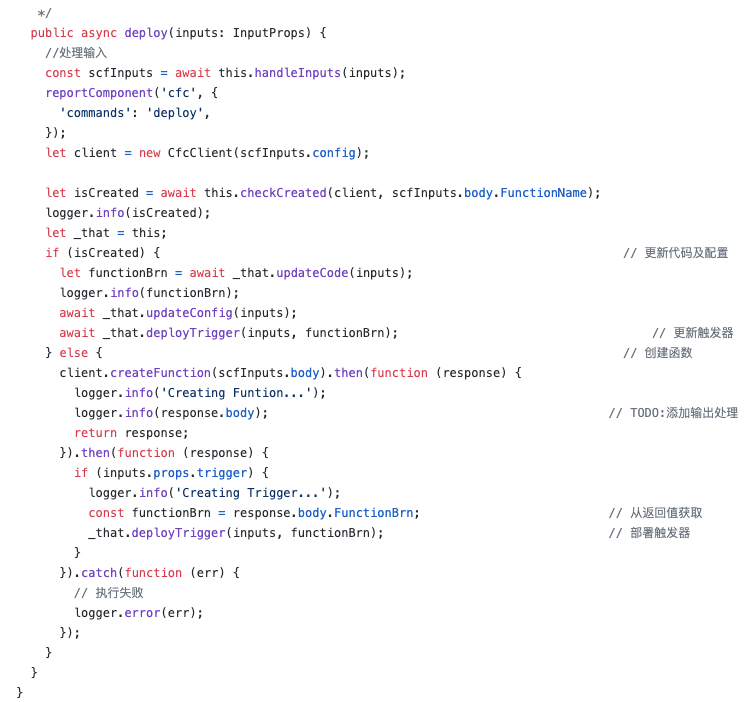 */
  public async deploy(inputs: InputProps) {
    //处理输入
    const scfInputs = await this.handleInputs(inputs);
    reportComponent('cfc', {
      'commands': 'deploy',
    });
    let client = new CfcClient(scfInputs.config);

    let isCreated = await this.checkCreated(client, scfInputs.body.FunctionName);
    logger.info(isCreated);
    let _that = this;
    if (isCreated) {                                                                // 更新代码及配置
      let functionBrn = await _that.updateCode(inputs);
      logger.info(functionBrn);
      await _that.updateConfig(inputs);
      await _that.deployTrigger(inputs, functionBrn);                                   // 更新触发器
    } else {                                                                        // 创建函数
      client.createFunction(scfInputs.body).then(function (response) {
        logger.info('Creating Funtion...');
        logger.info(response.body);                                               // TODO:添加输出处理
        return response;
      }).then(function (response) {
        if (inputs.props.trigger) {
          logger.info('Creating Trigger...');
          const functionBrn = response.body.FunctionBrn;                          // 从返回值获取
          _that.deployTrigger(inputs, functionBrn);                               // 部署触发器
        }
      }).catch(function (err) {
        // 执行失败
        logger.error(err);
      });
    }
  }
}